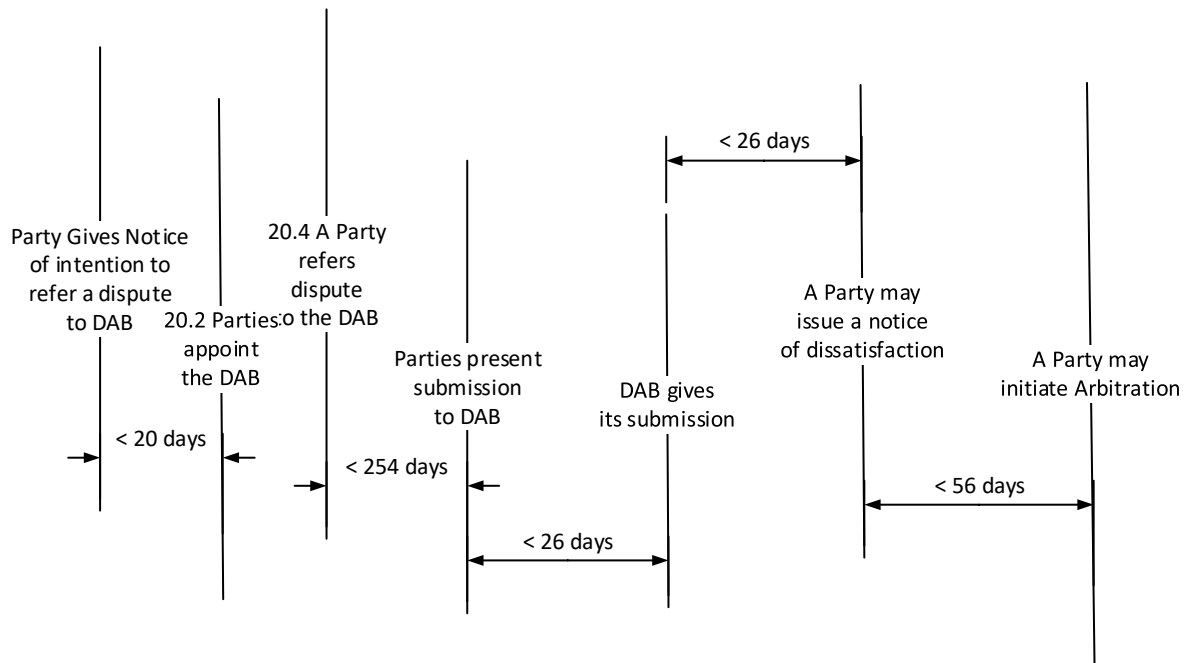 < 26 days
Party Gives Notice
of intention to
refer a dispute
to DAB
20.2 Parties
appoint
the DAB
20.4 A Party
refers
dispute
to the DAB
Parties present
submission
to DAB
DAB gives
its submission
A Party may
issue a notice
of dissatisfaction
A Party may
initiate Arbitration
< 20 days
< 254 days
< 26 days
< 56 days